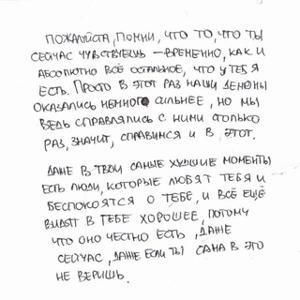 пожалуйста, помни, что то, что ты
сейчас чувствуешь – временно, как и
абсолютно всё остальное, что у тебя
есть. Просто в этот раз наши демоны
оказались немного сильнее, но мы
ведь справлялись с ними столько
раз, значит, справимся и в этот.
даже в твои самые худшие моменты
есть люди, которые любят тебя и
беспокоятся о тебе, и всё ещё
видят в тебе хорошее, потому
что оно честно есть, даже
сейчас, даже если ты сама в это
не веришь.